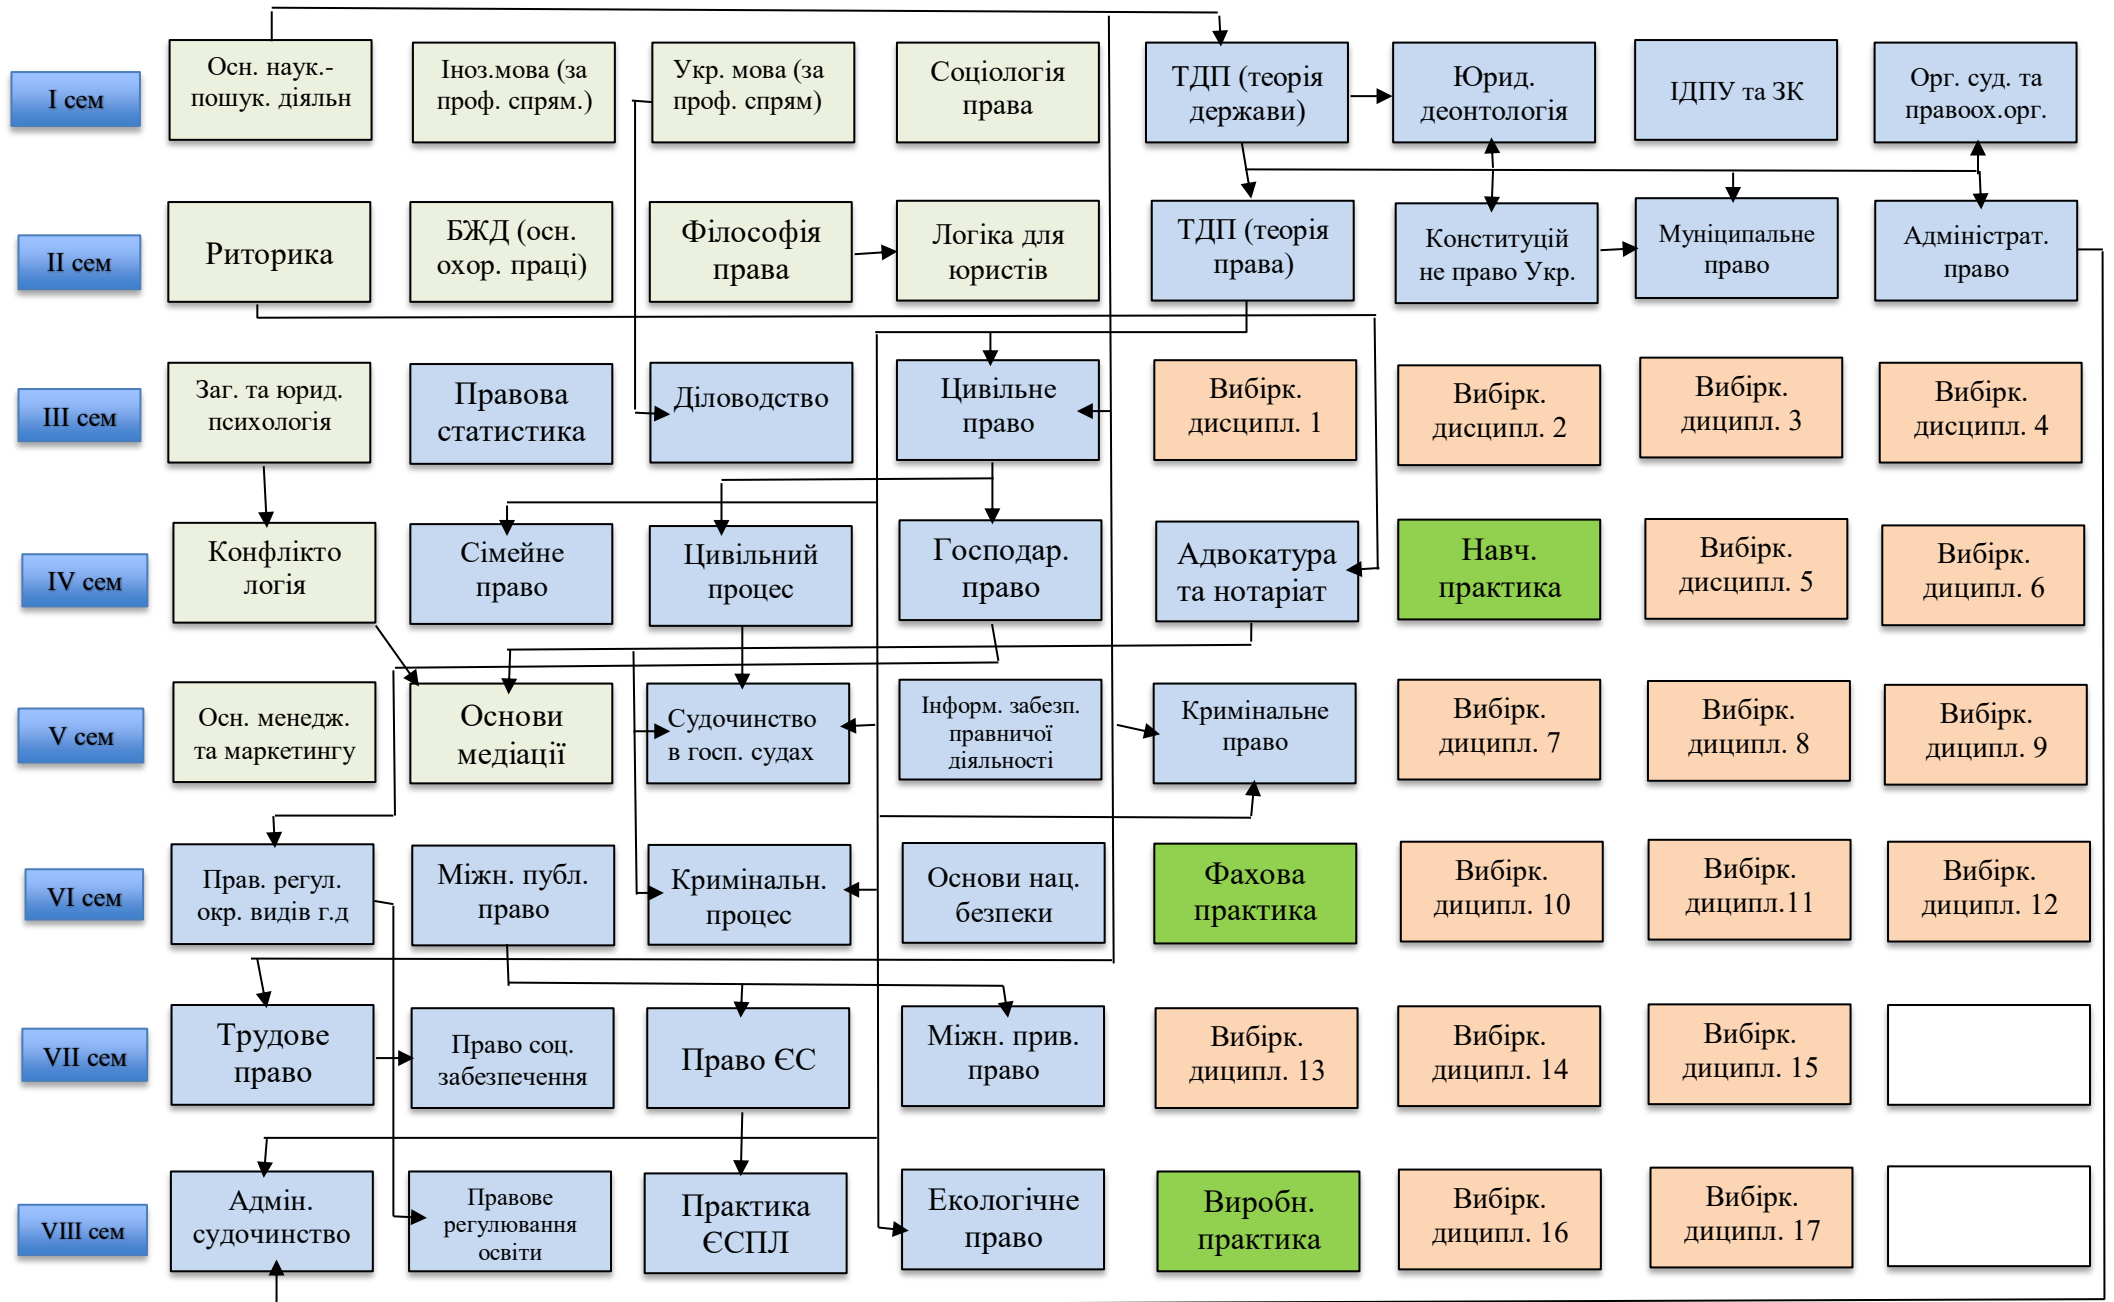 I сем
Осн. наук.-
пошук. діяльн
Іноз.мова (за
проф. спрям.)
Укр. мова (за
проф. спрям)
Соціологія
права
ТДП (теорія
держави)
Юрид.
деонтологія
ІДПУ та ЗК
Орг. суд. та
правоох.орг.
II сем
Риторика
БЖД (осн.
охор. праці)
Філософія
права
Логіка для
юристів
ТДП (теорія
права)
Конституцій
не право Укр.
Муніципальне
право
Адміністрат.
право
III сем
Заг. та юрид.
психологія
Правова
статистика
Діловодство
Цивільне
право
Вибірк.
дисципл. 1
Вибірк.
дисципл. 2
Вибірк.
диципл. 3
Вибірк.
дисципл. 4
IV сем
Конфлікто
логія
Сімейне
право
Цивільний
процес
Господар.
право
Адвокатура
та нотаріат
Навч.
практика
Вибірк.
дисципл. 5
Вибірк.
диципл. 6
V сем
Осн. менедж.
та маркетингу
Основи
медіації
Судочинство
в госп. судах
Інформ. забезп.
правничої
діяльності
Кримінальне
право
Вибірк.
диципл. 7
Вибірк.
диципл. 8
Вибірк.
диципл. 9
VI сем
Прав. регул.
окр. видів г.д
Міжн. публ.
право
Кримінальн.
процес
Основи нац.
безпеки
Фахова
практика
Вибірк.
диципл. 10
Вибірк.
диципл.11
Вибірк.
диципл. 12
VII сем
Трудове
право
Право соц.
забезпечення
Право ЄС
Міжн. прив.
право
Вибірк.
диципл. 13
Вибірк.
диципл. 14
Вибірк.
диципл. 15
VIII сем
Адмін.
судочинство
Правове
регулювання
освіти
Практика
ЄСПЛ
Екологічне
право
Виробн.
практика
Вибірк.
диципл. 16
Вибірк.
диципл. 17